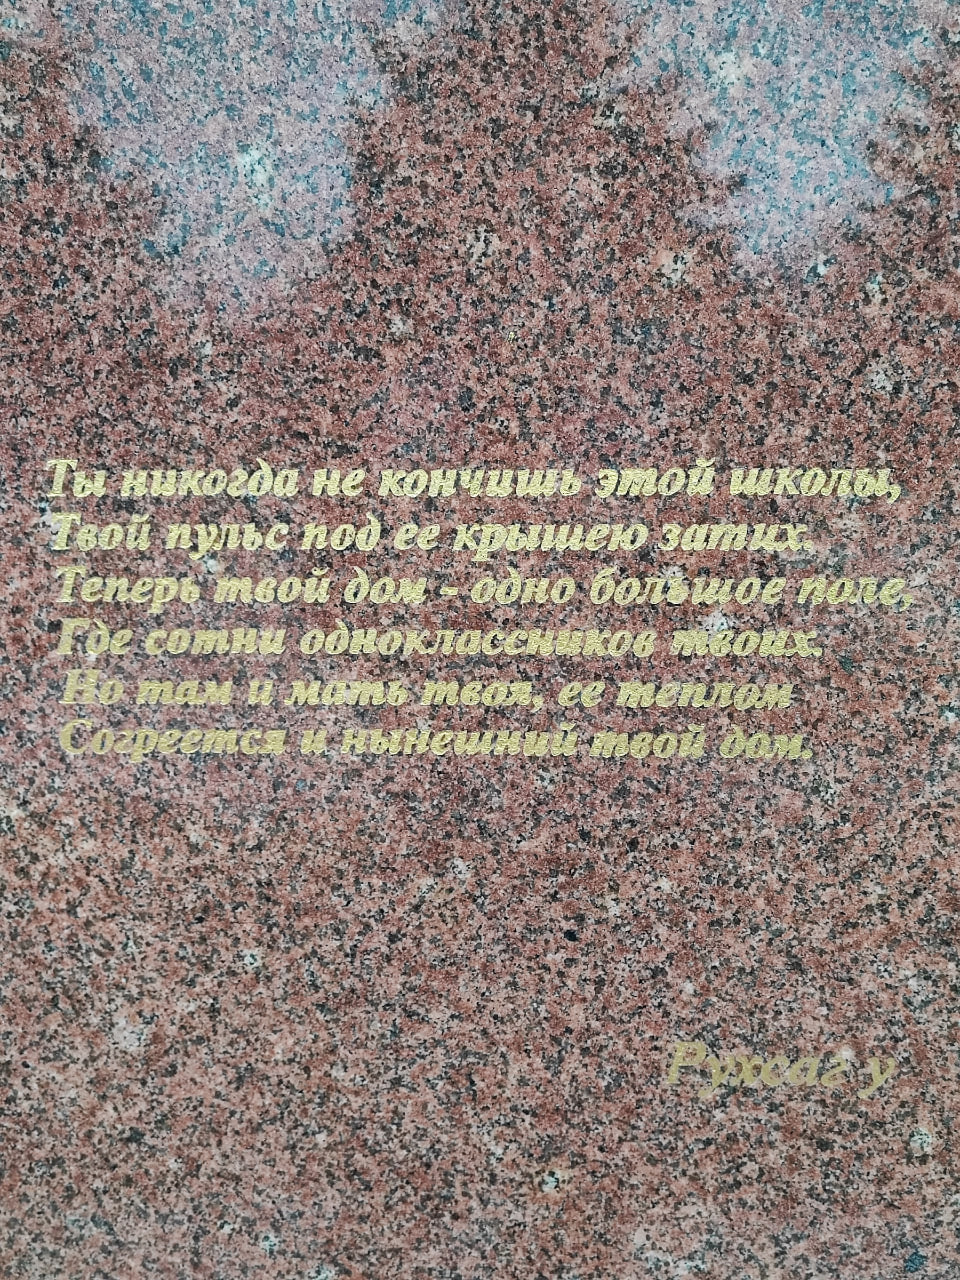 Ты никогда не кончишь этой школы,
Твой пульс под ее крышею затих.
Теперь твой дом - одно большое поле,
Где сотни одноклассников твоих.
Но там и мать твоя, ее теплом
Согреется и нынешний твой дом.
Рухсаг у